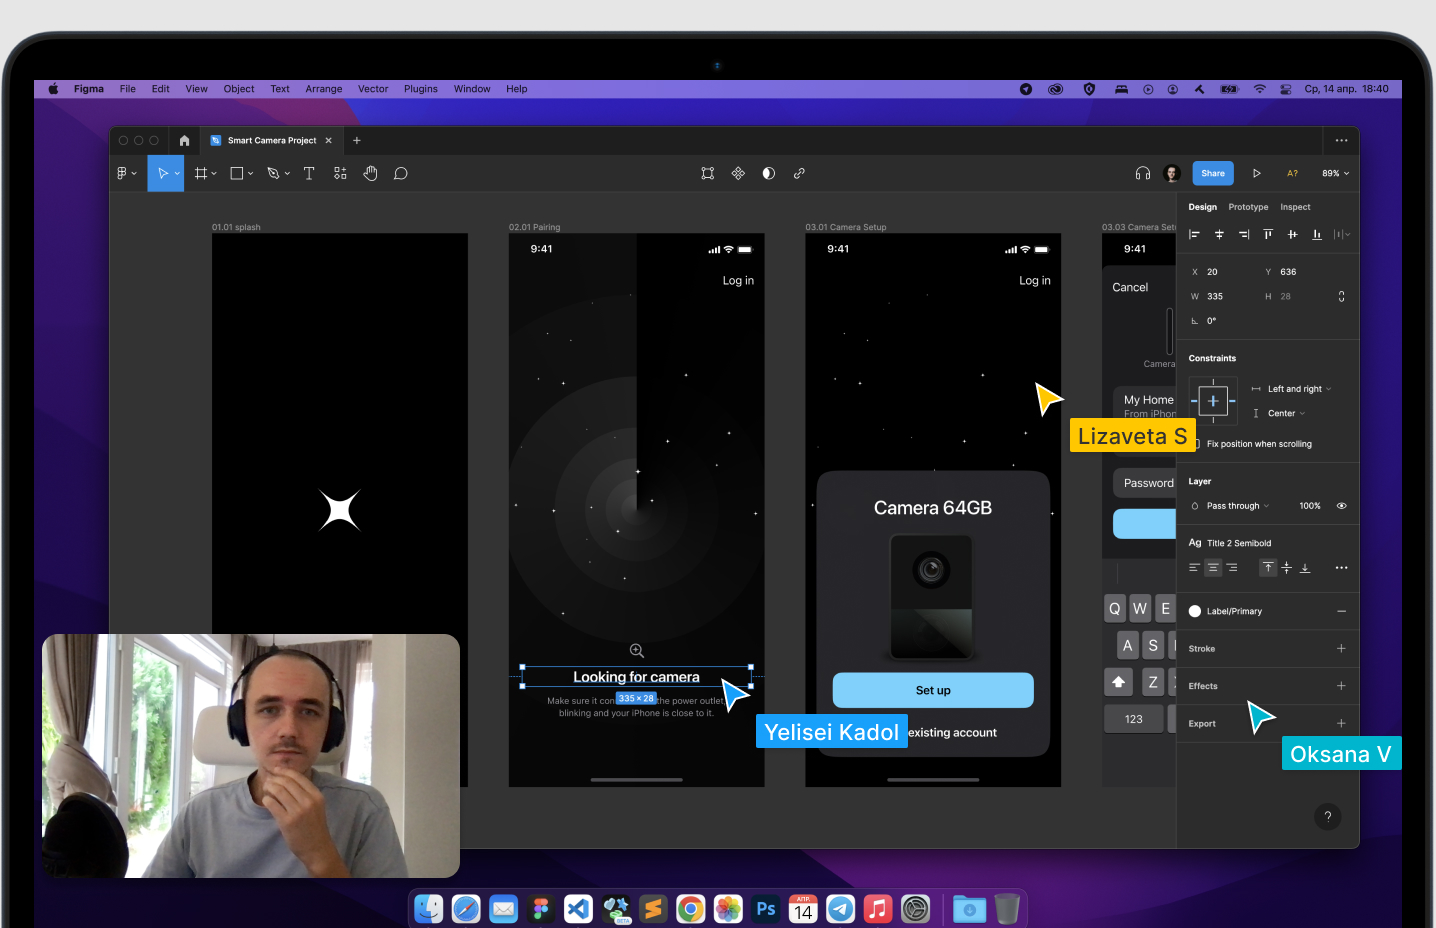 Figma File Edit View Object Text Arrange Vector Plugins Window Help
Ср, 14 апр. 18:40
Smart Camera Project
Share
A?
89%
01.01 splash
02.01 Pairing
9:41
Log in
Looking for camera
335 × 28
Make sure it con
the power outlet,
blinking and your iPhone is close to it.
Yelisei Kadol
03.01 Camera Setup
9:41
Log in
Camera 64GB
Set up
existing account
03.03 Camera Set
9:41
Cancel
Camera
My Home
From iPhon
Password
Q W E
A S
Z
123
Lizaveta S
Design Prototype Inspect
X 20 Y 636
W 335 H 28
0°
Constraints
Left and right
Center
Fix position when scrolling
Layer
Pass through 100%
Ag Title 2 Semibold
Label/Primary
Stroke
Effects
Export
Oksana V
?
BETA
Ps
АПР.
14